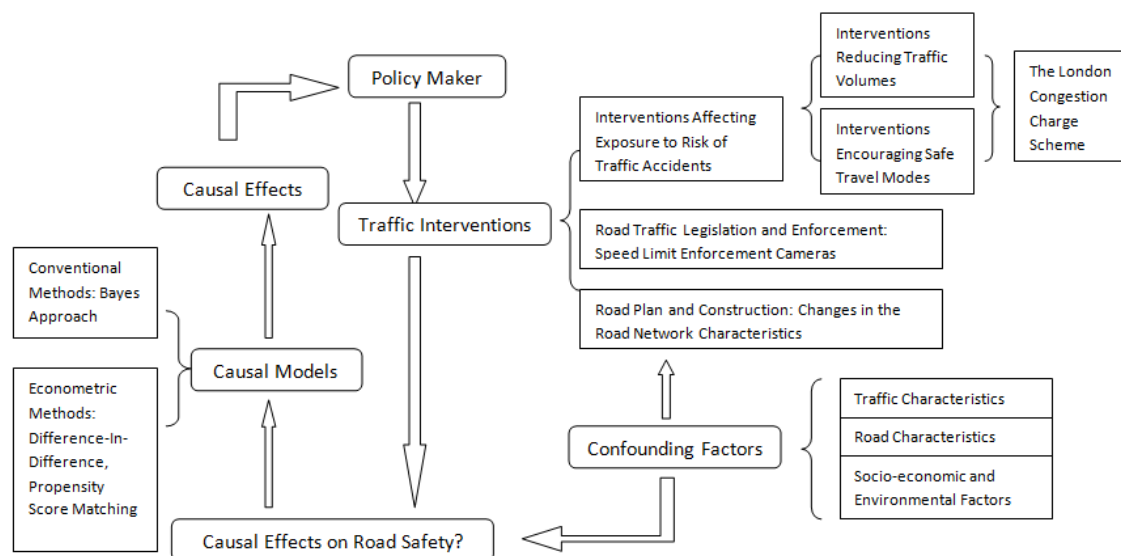 Policy Maker
Causal Effects
Traffic Interventions
Interventions Affecting
Exposure to Risk of
Traffic Accidents
Interventions
Reducing Traffic
Volumes
Interventions
Encouraging Safe
Travel Modes
The London
Congestion
Charge
Scheme
Road Traffic Legislation and Enforcement:
Speed Limit Enforcement Cameras
Road Plan and Construction: Changes in the
Road Network Characteristics
Conventional
Methods: Bayes
Approach
Causal Models
Econometric
Methods:
Difference-In-
Difference,
Propensity
Score Matching
Confounding Factors
Traffic Characteristics
Road Characteristics
Socio-economic and
Environmental Factors
Causal Effects on Road Safety?